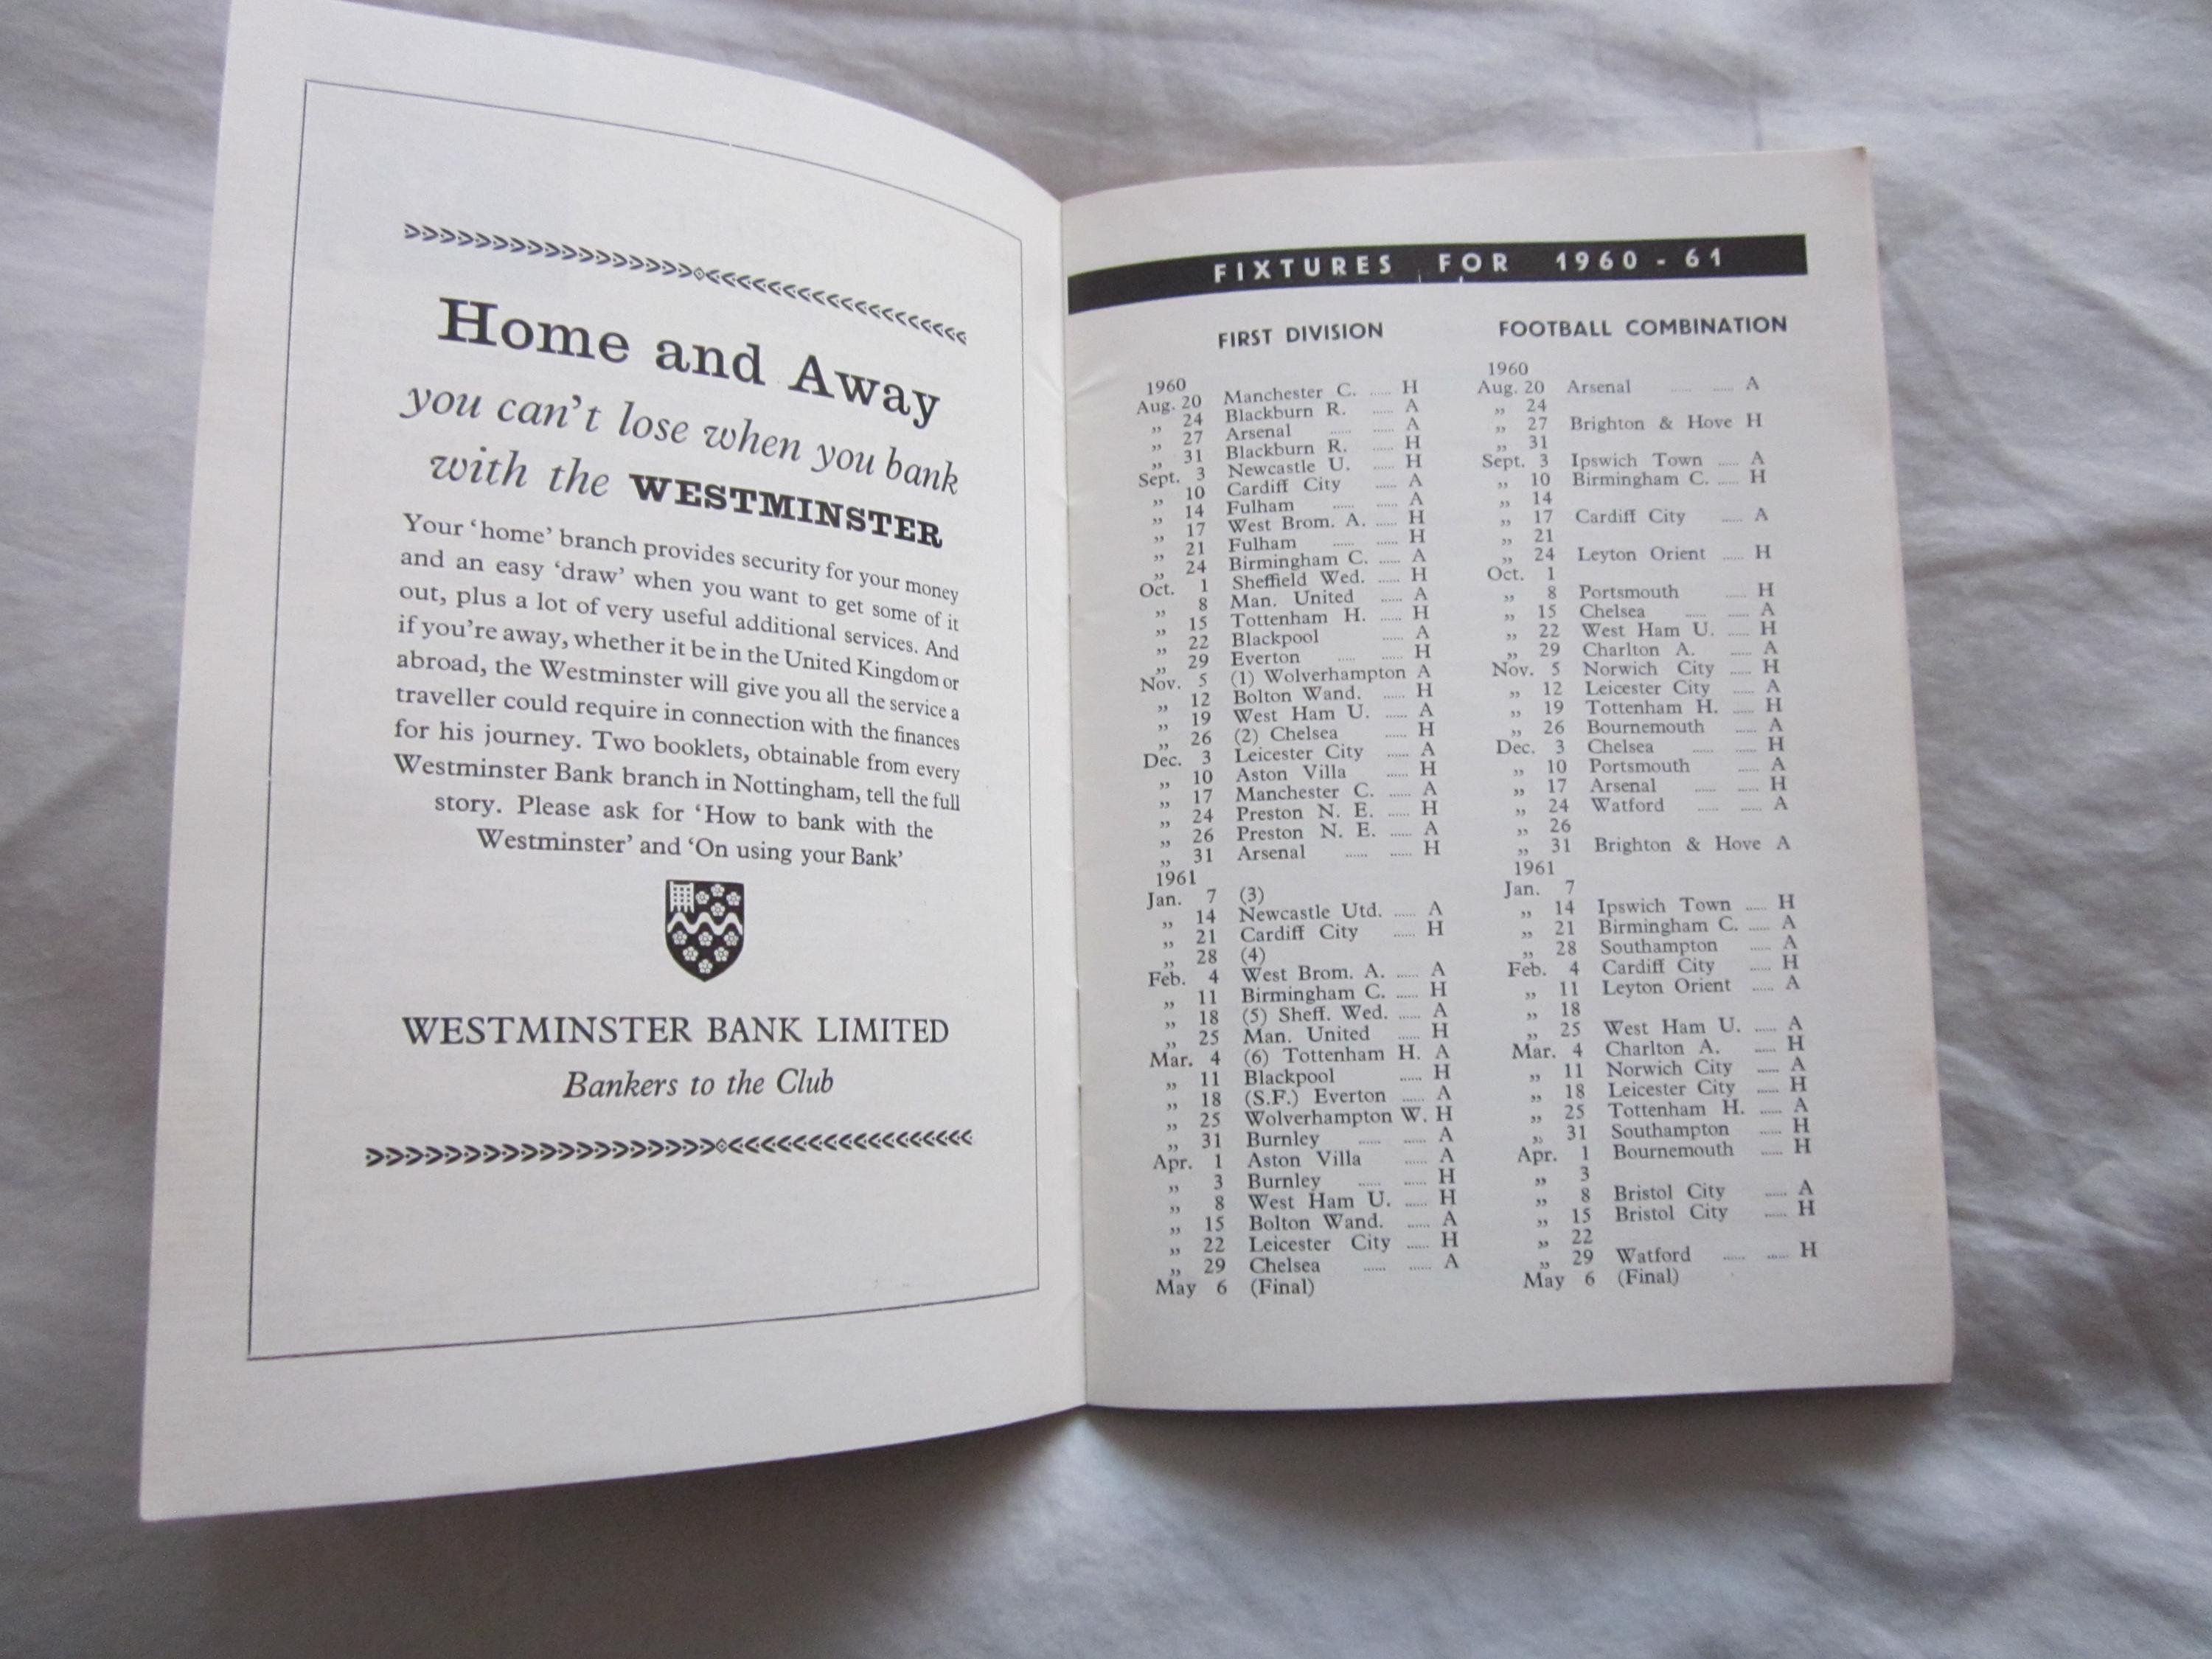 Home and Away
you can't lose when you bank
with the WESTMINSTER
Your 'home' branch provides security for your money
and an easy 'draw' when you want to get some of it
out, plus a lot of very useful additional services. And
if you're away, whether it be in the United Kingdom or
abroad, the Westminster will give you all the service a
traveller could require in connection with the finances
for his journey. Two booklets, obtainable from every
Westminster Bank branch in Nottingham, tell the full
story. Please ask for 'How to bank with the
Westminster' and 'On using your Bank'
WESTMINSTER BANK LIMITED
Bankers to the Club
FIXTURES FOR 1960 - 61
FIRST DIVISION
1960
Aug. 20 Manchester C. ...... H
„ 24 Blackburn R. ...... A
„ 27 Arsenal ...... ...... A
„ 31 Blackburn R. ...... H
Sept. 3 Newcastle U. ...... H
„ 10 Cardiff City ...... A
„ 14 Fulham ...... ...... A
„ 17 West Brom. A. ...... H
„ 21 Fulham ...... ...... H
„ 24 Birmingham C. ...... A
Oct. 1 Sheffield Wed. ...... H
„ 8 Man. United ...... A
„ 15 Tottenham H. ...... H
„ 22 Blackpool ...... A
„ 29 Everton ...... ...... H
Nov. 5 (1) Wolverhampton A
„ 12 Bolton Wand. ...... H
„ 19 West Ham U. ...... A
„ 26 (2) Chelsea ...... H
Dec. 3 Leicester City ...... A
„ 10 Aston Villa ...... H
„ 17 Manchester C. ...... A
„ 24 Preston N. E. ...... H
„ 26 Preston N. E. ...... A
„ 31 Arsenal ...... ...... H
1961
Jan. 7 (3)
„ 14 Newcastle Utd. ...... A
„ 21 Cardiff City ...... H
„ 28 (4)
Feb. 4 West Brom. A. ...... A
„ 11 Birmingham C. ...... H
„ 18 (5) Sheff. Wed. ...... A
„ 25 Man. United ...... H
Mar. 4 (6) Tottenham H. A
„ 11 Blackpool ...... H
„ 18 (S.F.) Everton ...... A
„ 25 Wolverhampton W. H
„ 31 Burnley ...... ...... A
Apr. 1 Aston Villa ...... A
„ 3 Burnley ...... ...... H
„ 8 West Ham U. ...... H
„ 15 Bolton Wand. ...... A
„ 22 Leicester City ...... H
„ 29 Chelsea ...... ...... A
May 6 (Final)
FOOTBALL COMBINATION
1960
Aug. 20 Arsenal ...... ...... A
„ 24
„ 27 Brighton & Hove H
„ 31
Sept. 3 Ipswich Town ...... A
„ 10 Birmingham C. ...... H
„ 14
„ 17 Cardiff City ...... A
„ 21
„ 24 Leyton Orient ...... H
Oct. 1
„ 8 Portsmouth ...... H
„ 15 Chelsea ...... ...... A
„ 22 West Ham U. ...... H
„ 29 Charlton A. ...... A
Nov. 5 Norwich City ...... H
„ 12 Leicester City ...... A
„ 19 Tottenham H. ...... H
„ 26 Bournemouth ...... A
Dec. 3 Chelsea ...... ...... H
„ 10 Portsmouth ...... A
„ 17 Arsenal ...... ...... H
„ 24 Watford ...... ...... A
„ 26
„ 31 Brighton & Hove A
1961
Jan. 7
„ 14 Ipswich Town ...... H
„ 21 Birmingham C. ...... A
„ 28 Southampton ...... A
Feb. 4 Cardiff City ...... H
„ 11 Leyton Orient ...... A
„ 18
„ 25 West Ham U. ...... A
Mar. 4 Charlton A. ...... H
„ 11 Norwich City ...... A
„ 18 Leicester City ...... H
„ 25 Tottenham H. ...... A
„ 31 Southampton ...... H
Apr. 1 Bournemouth ...... H
„ 3
„ 8 Bristol City ...... A
„ 15 Bristol City ...... H
„ 22
„ 29 Watford ...... ...... H
May 6 (Final)